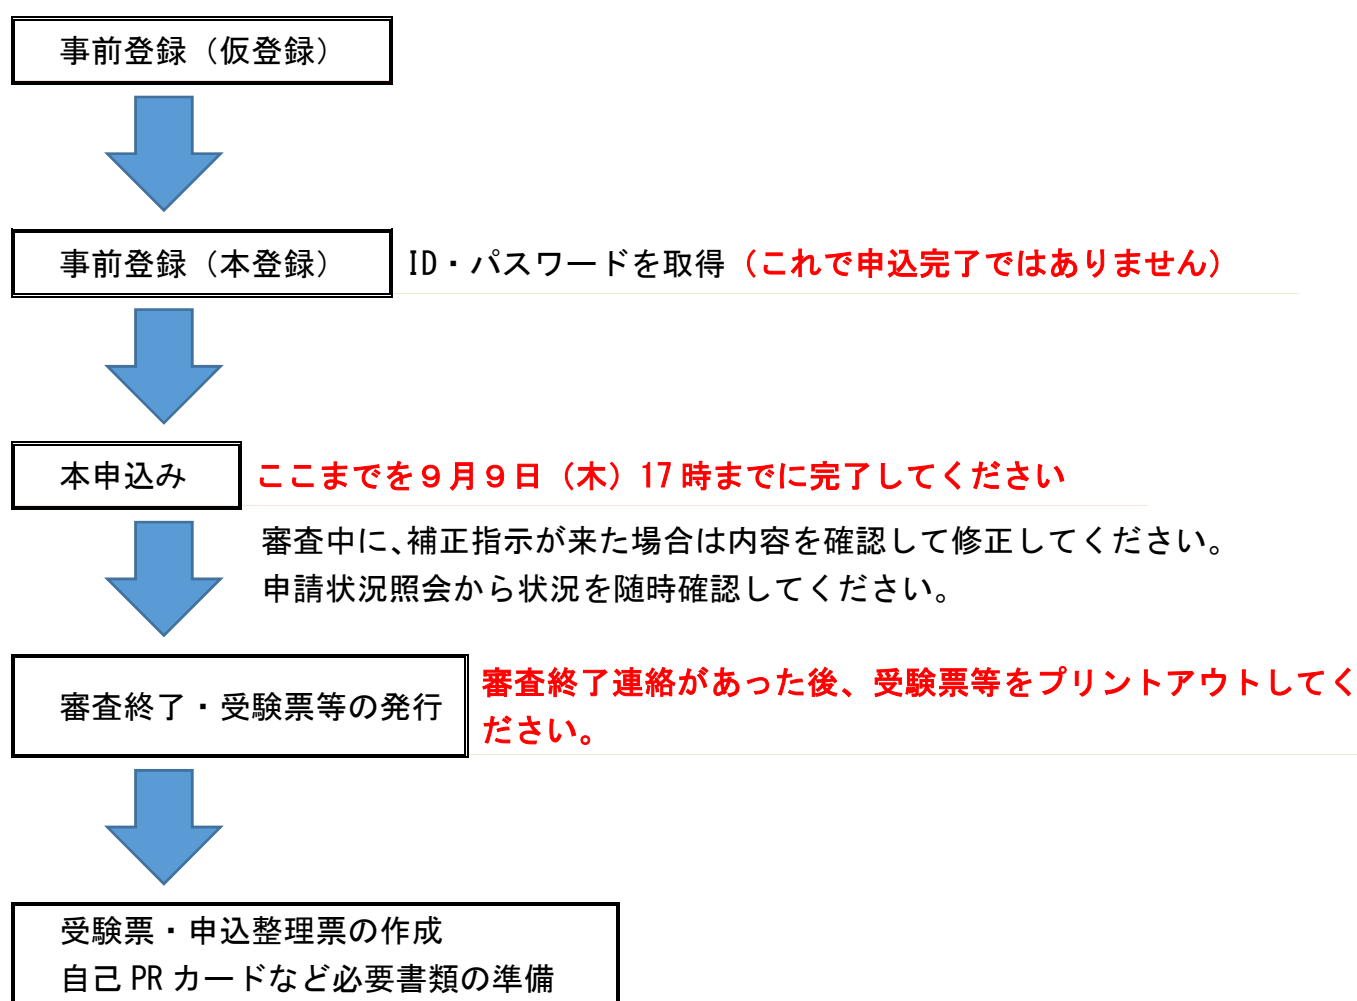 事前登録（仮登録）
事前登録（本登録）
ID・パスワードを取得（これで申込完了ではありません）
本申込み
ここまでを９月９日（木）17時までに完了してください
審査中に、補正指示が来た場合は内容を確認して修正してください。
申請状況照会から状況を随時確認してください。
審査終了・受験票等の発行
審査終了連絡があった後、受験票等をプリントアウトしてく
ださい。
受験票・申込整理票の作成
自己PRカードなど必要書類の準備